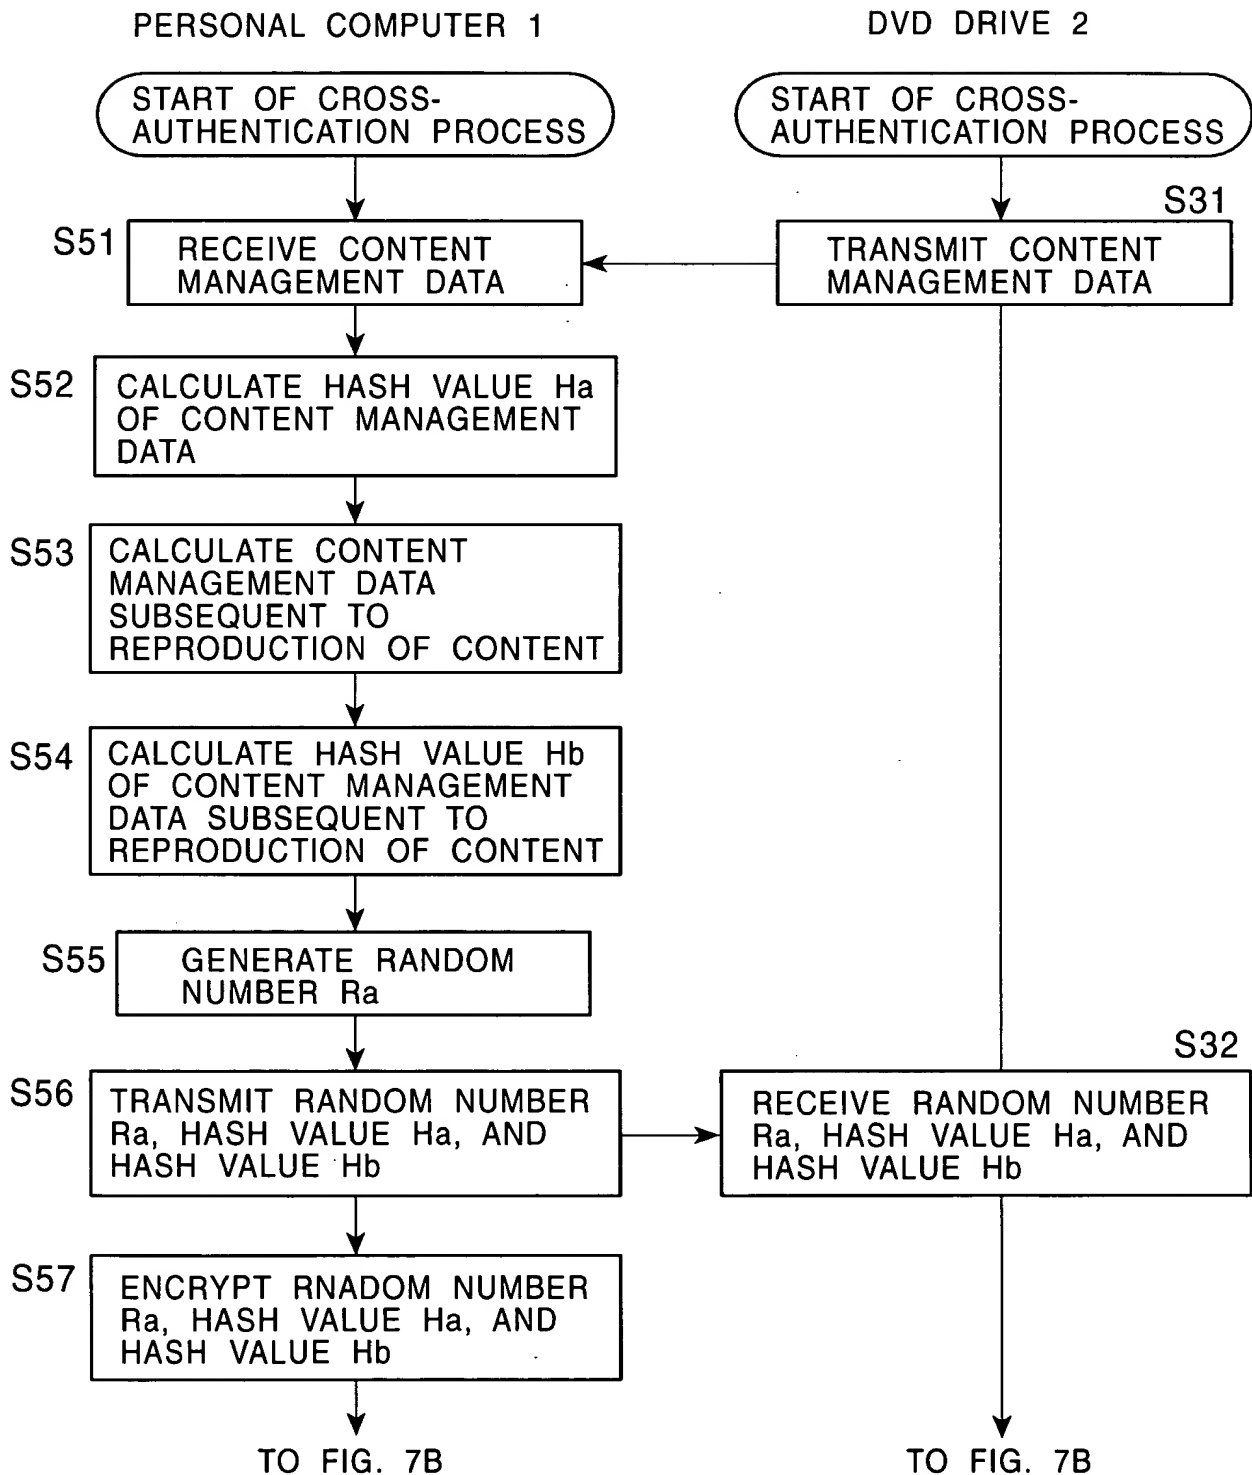 PERSONAL COMPUTER 1
DVD DRIVE 2
START OF CROSS-
AUTHENTICATION PROCESS
START OF CROSS-
AUTHENTICATION PROCESS
S31
S51
RECEIVE CONTENT
MANAGEMENT DATA
TRANSMIT CONTENT
MANAGEMENT DATA
S52
CALCULATE HASH VALUE Ha
OF CONTENT MANAGEMENT
DATA
S53
CALCULATE CONTENT
MANAGEMENT DATA
SUBSEQUENT TO
REPRODUCTION OF CONTENT
S54
CALCULATE HASH VALUE Hb
OF CONTENT MANAGEMENT
DATA SUBSEQUENT TO
REPRODUCTION OF CONTENT
S55
GENERATE RANDOM
NUMBER Ra
S32
S56
TRANSMIT RANDOM NUMBER
Ra, HASH VALUE Ha, AND
HASH VALUE Hb
RECEIVE RANDOM NUMBER
Ra, HASH VALUE Ha, AND
HASH VALUE Hb
S57
ENCRYPT RNADOM NUMBER
Ra, HASH VALUE Ha, AND
HASH VALUE Hb
TO FIG. 7B
TO FIG. 7B